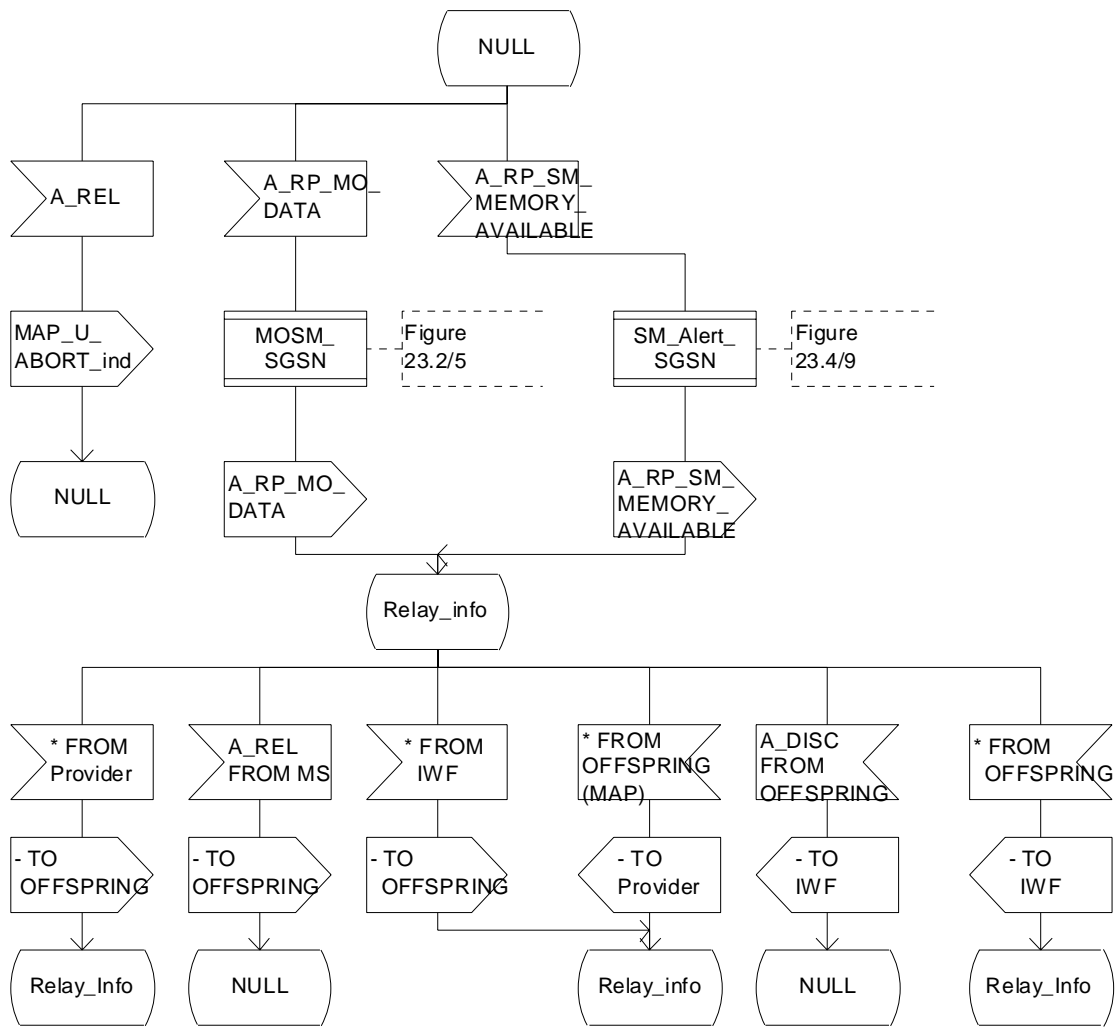 NULL
A_REL
A_RP_MO_
DATA
A_RP_SM_
MEMORY_
AVAILABLE
MAP_U_
ABORT_ind
MOSM_
SGSN
Figure
23.2/5
SM_Alert_
SGSN
Figure
23.4/9
NULL
A_RP_MO_
DATA
A_RP_SM_
MEMORY_
AVAILABLE
Relay_info
* FROM
Provider
A_REL
FROM MS
* FROM
IWF
* FROM
OFFSPRING
(MAP)
A_DISC
FROM
OFFSPRING
* FROM
OFFSPRING
- TO
OFFSPRING
- TO
OFFSPRING
- TO
OFFSPRING
- TO
Provider
- TO
IWF
- TO
IWF
Relay_Info
NULL
Relay_info
NULL
Relay_Info